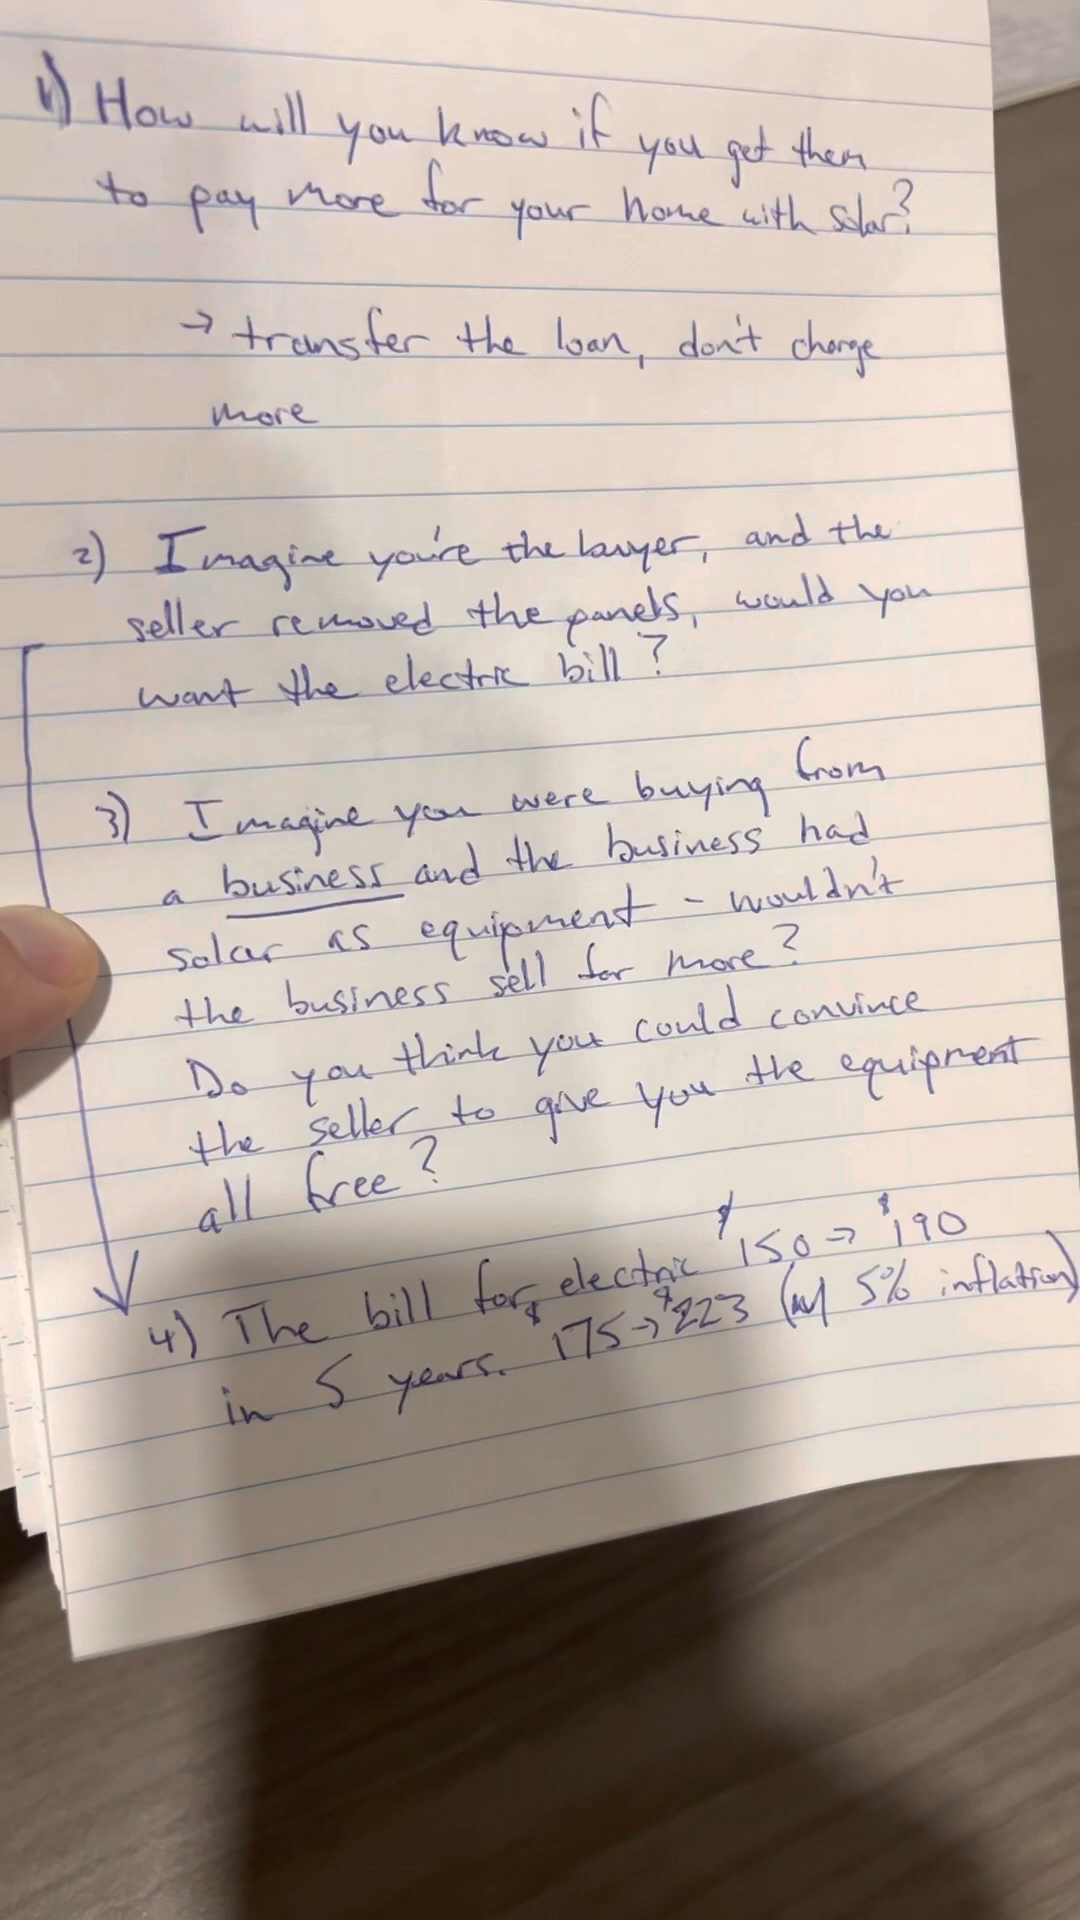 1) How will you know if you get them
to pay more for your home with solar?
→ transfer the loan, don't charge
more
2) Imagine you're the buyer, and the
seller removed the panels, would you
want the electric bill?
3) Imagine you were buying from
a business and the business had
solar as equipment - wouldn't
the business sell for more?
Do you think you could convince
the seller to give you the equipment
all free?
4) The bill for electric $150 → $190
in 5 years. $175 → $223 (w/ 5% inflation)